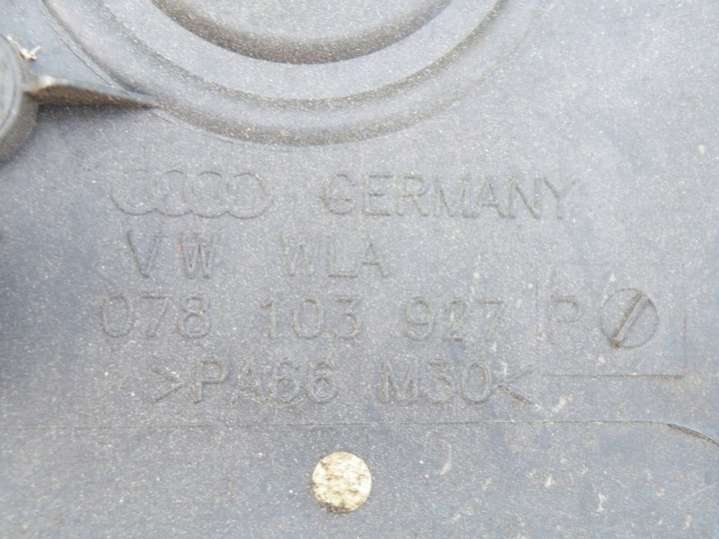 GERMANY
VW WLA
078 103 927 P
>PA66 M30<